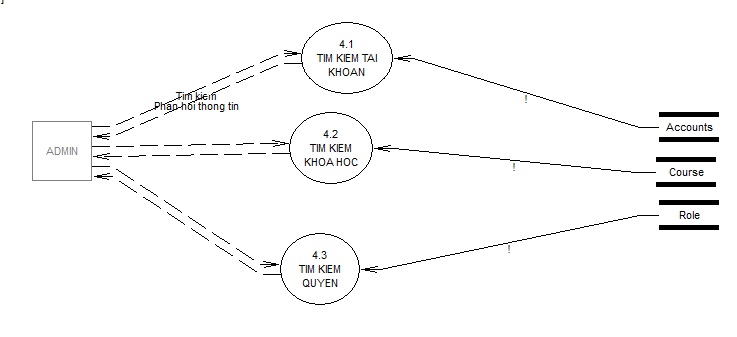 4.1
TIM KIEM TAI
KHOAN
Tim kiem
Phan hoi thong tin
!
Accounts
4.2
TIM KIEM
KHOA HOC
ADMIN
!
Course
Role
!
4.3
TIM KIEM
QUYEN